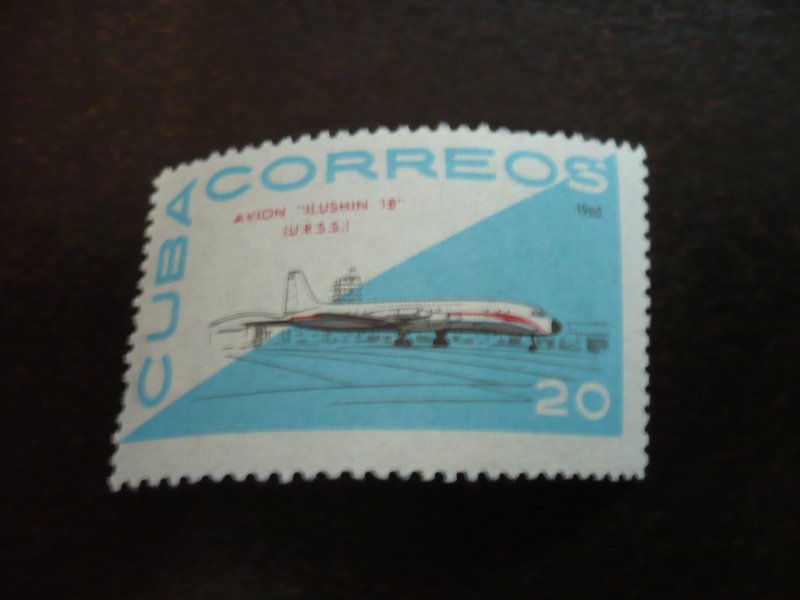 CUBA CORREOS
AVION "ILUSHIN 18"
(U.R.S.S.)
1965
20